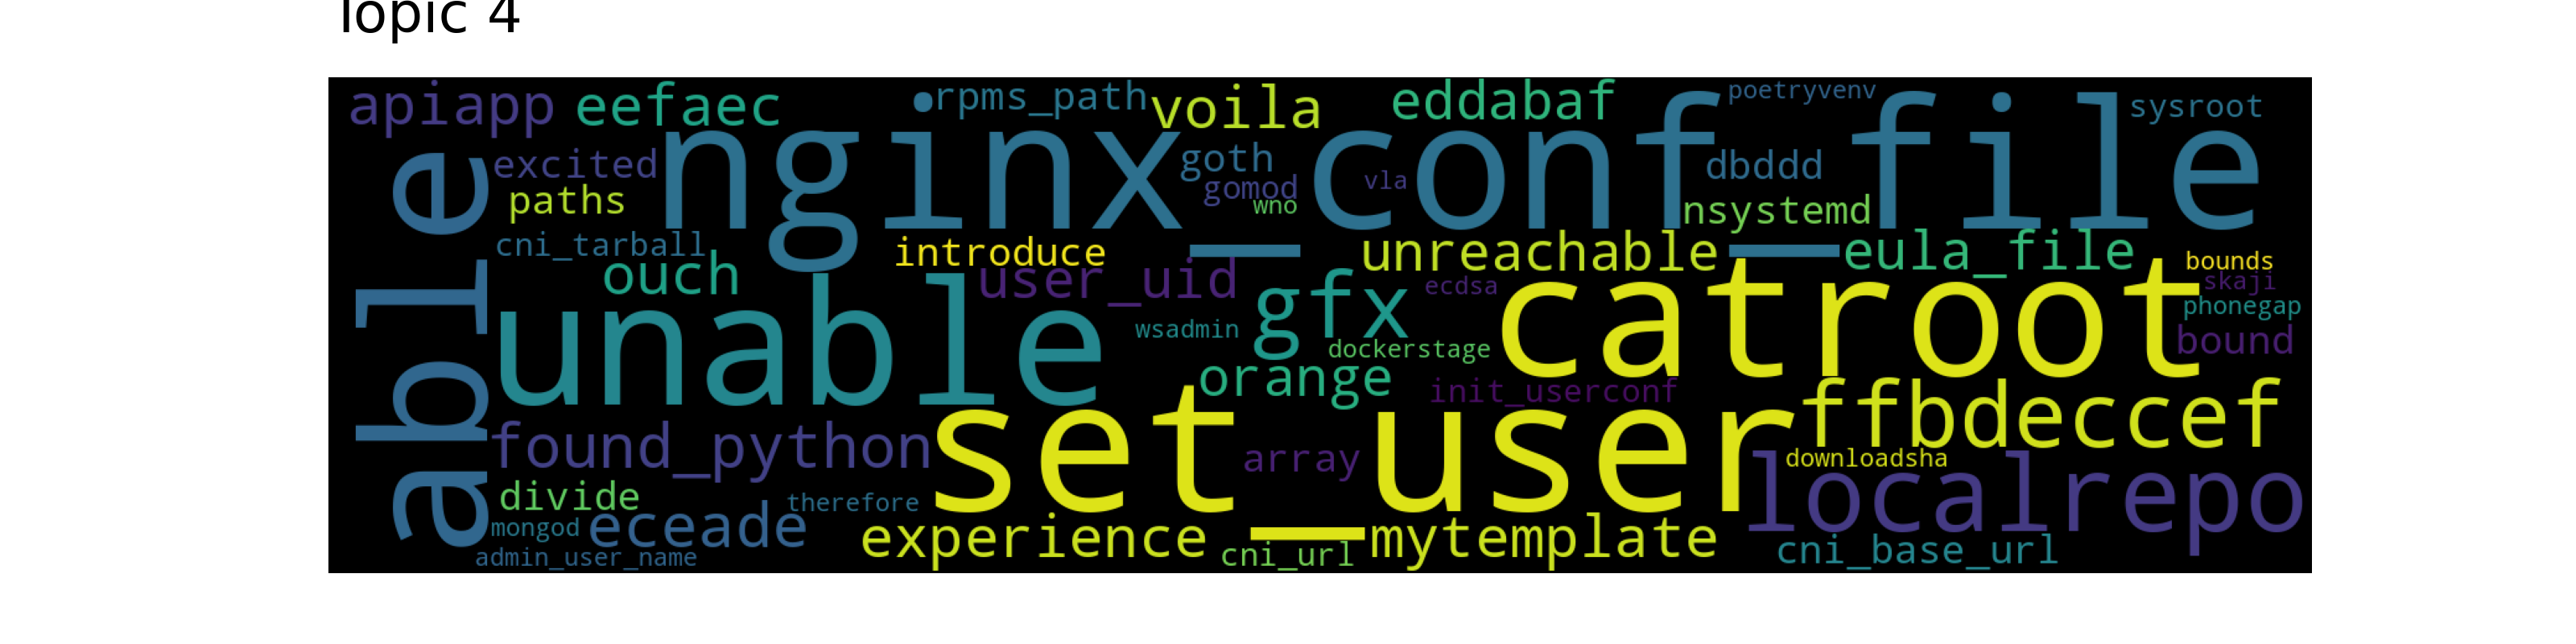 Topic 4
apiapp eefaec rpms_path voila eddabaf poetryvenv sysroot
able excited nginx_conf_file goth dbddd
paths gomod vla
wno nsystemd
cni_tarball introduce unreachable eula_file bounds
ouch user_uid gfx ecdsa skaji
unable wsadmin catroot phonegap
dockerstage bound
orange init_userconf ffbdeccef
found_python set_user array downloadsha
divide therefore localrepo
mongod eceade experience mytemplate
admin_user_name cni_url cni_base_url